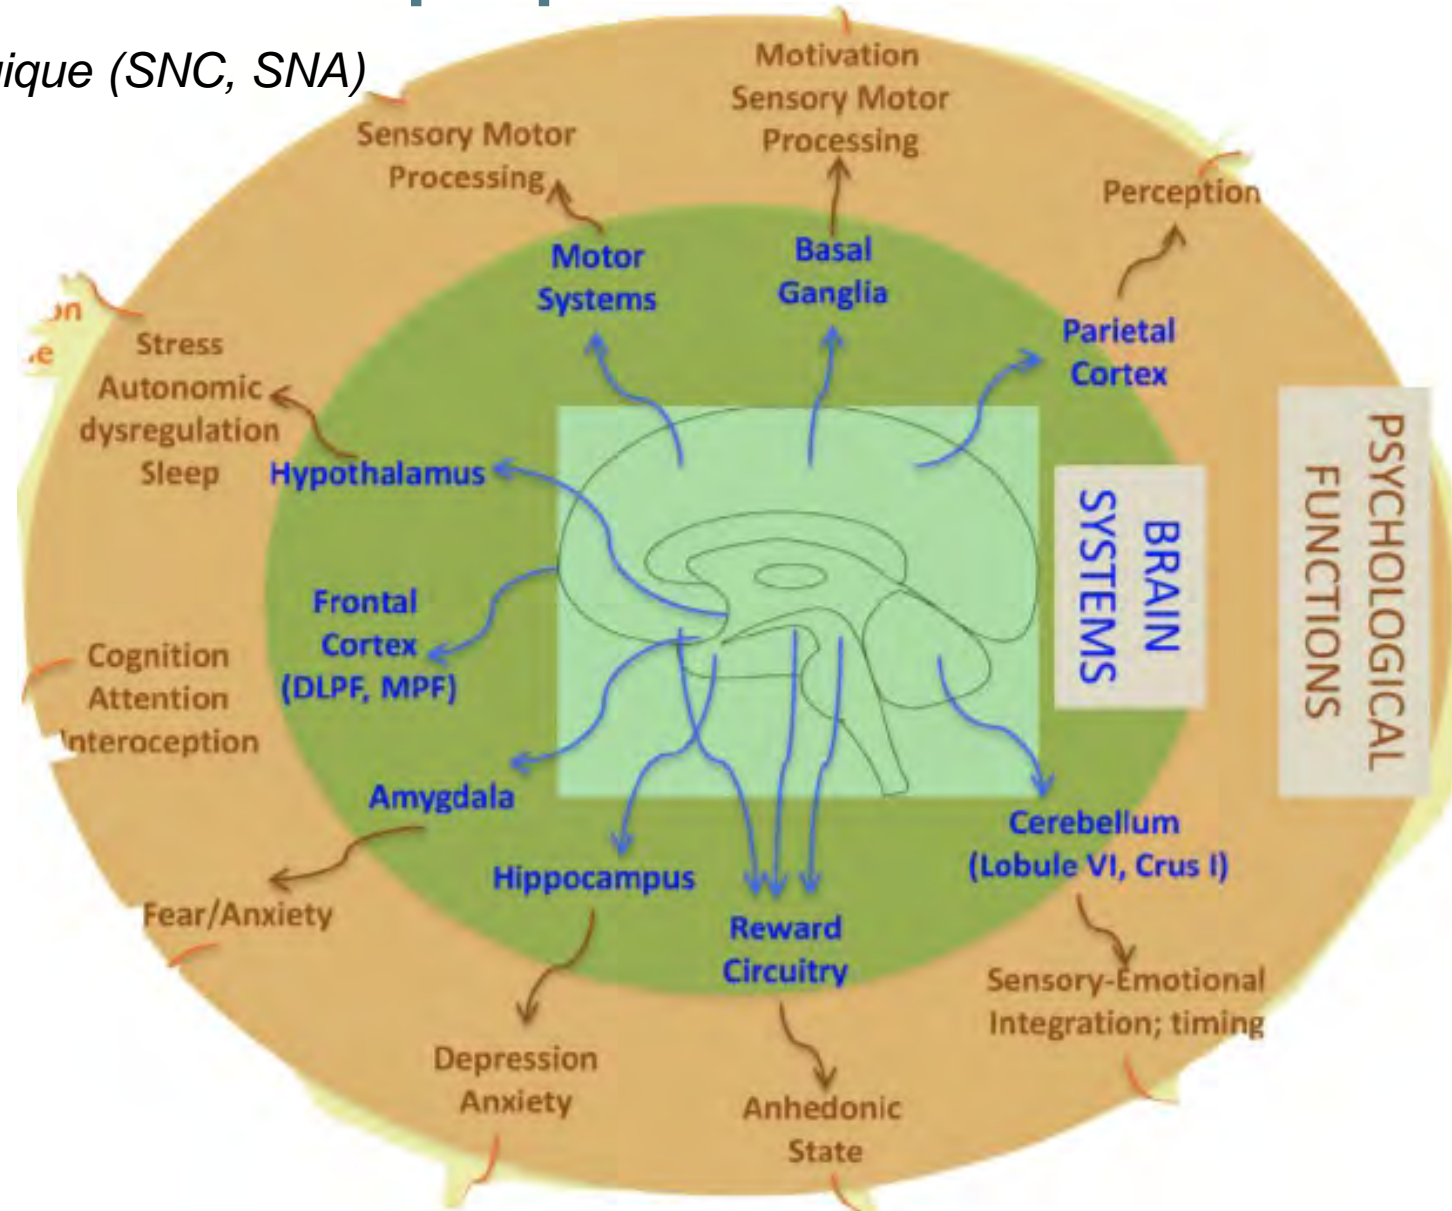 (SNC, SNA)
Motivation
Sensory Motor
Processing
Sensory Motor
Processing
Perception
Motor
Systems
Basal
Ganglia
Parietal
Cortex
Stress
Autonomic
dysregulation
Sleep
Hypothalamus
Frontal
Cortex
(DLPF, MPF)
Cognition
Attention
Interoception
Amygdala
Hippocampus
Reward
Circuitry
Cerebellum
(Lobule VI, Crus I)
BRAIN
SYSTEMS
PSYCHOLOGICAL
FUNCTIONS
Fear/Anxiety
Depression
Anxiety
Anhedonic
State
Sensory-Emotional
Integration; timing